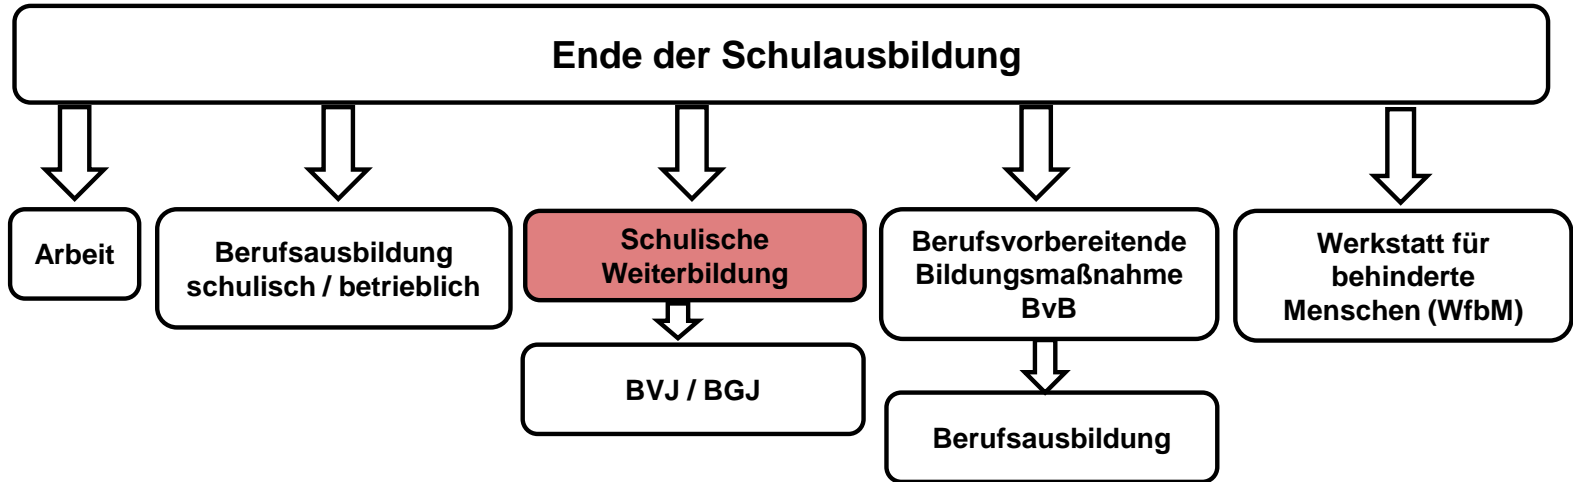 Ende der Schulausbildung
Arbeit
Berufsausbildung
schulisch / betrieblich
Schulische
Weiterbildung
Berufsvorbereitende
Bildungsmaßnahme
BvB
Werkstatt für
behinderte
Menschen (WfbM)
BVJ / BGJ
Berufsausbildung